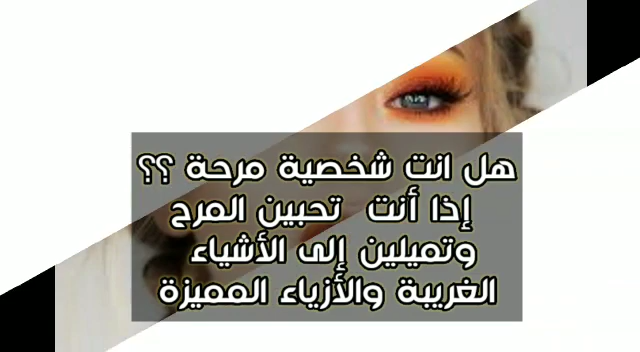 هل انت شخصية مرحة ؟؟
إذا أنت تحبين المرح
وتميلين إلى الأشياء
الغريبة والأزياء المميزة